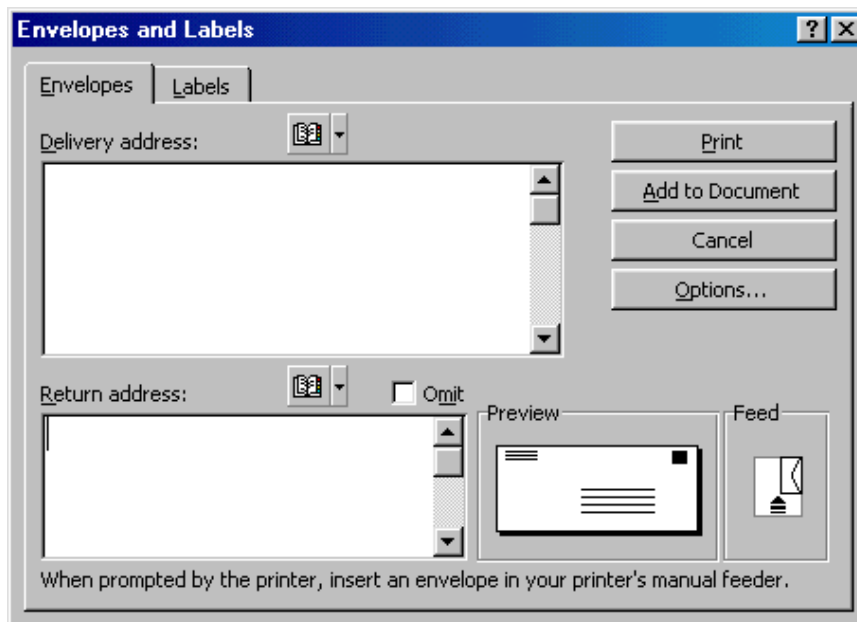 Envelopes and Labels
Envelopes
Labels
Delivery address:
Print
Add to Document
Cancel
Options...
Return address:
Omit
Preview
Feed
When prompted by the printer, insert an envelope in your printer's manual feeder.